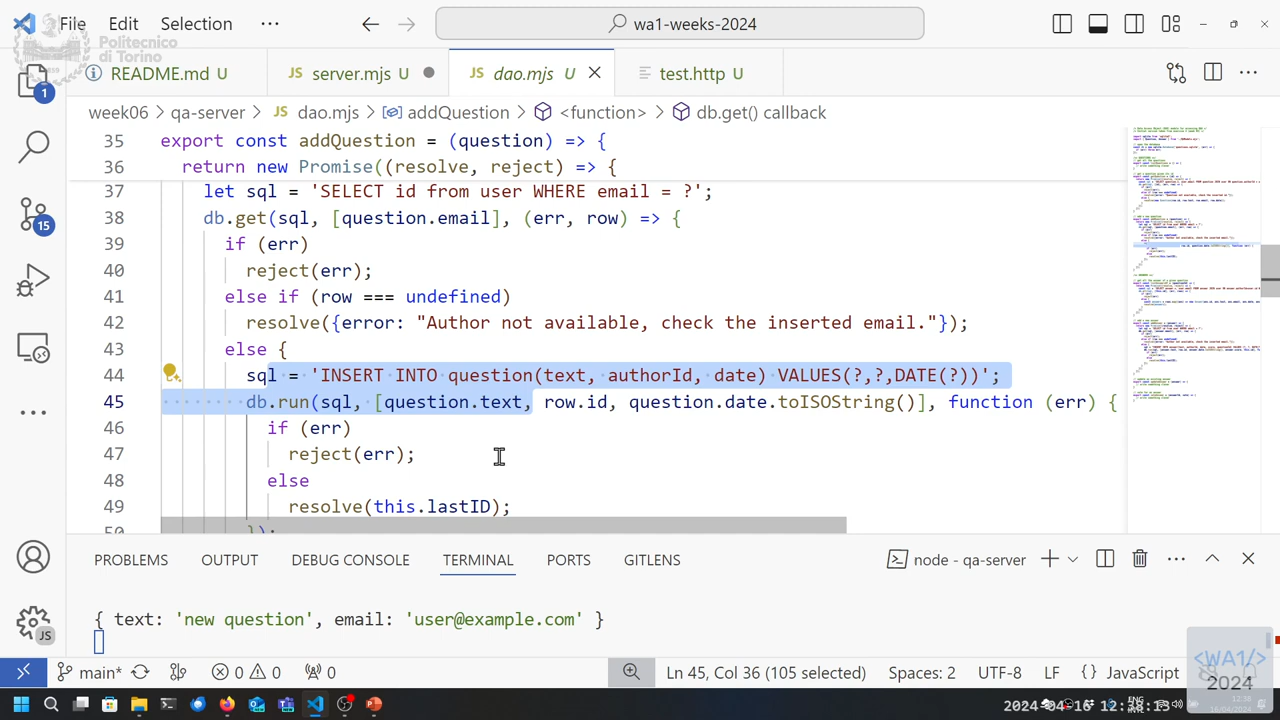 File Edit Selection ··· wa1-weeks-2024
Politecnico
di Torino
README.md U server.mjs U dao.mjs U test.http U
week06 > qa-server > JS dao.mjs > addQuestion > <function> > db.get() callback
35 export const addQuestion = (question) => {
36 return new Promise((resolve, reject) => {
37 let sql = 'SELECT id from user WHERE email =
38 db.get(sql, [question.email], (err, row) => {
39 if (err)
40 reject(err);
41 else if (row === undefined)
42 resolve({error: "Author not available, check the inserted email."});
43 else {
44 sql = 'INSERT INTO question(text, authorId, date) VALUES(?,?,DATE(?))';
45 db.run(sql, [question.text, row.id, question.date.toISOString()], function (err) {
46 if (err)
47 reject(err);
48 else
49 resolve(this.lastID);
50 });
PROBLEMS OUTPUT DEBUG CONSOLE TERMINAL PORTS GITLENS node - qa-server
{ text: 'new question', email: 'user@example.com' }
main* 0 0 0 Ln 45, Col 36 (105 selected) Spaces: 2 UTF-8 LF {} JavaScript
<WA1/>
2024